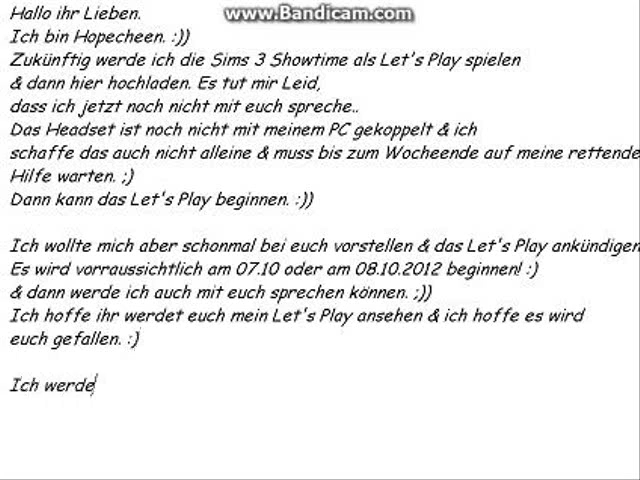 www.Bandicam.com
Hallo ihr Lieben.
Ich bin Hopecheen. :))
Zukünftig werde ich die Sims 3 Showtime als Let's Play spielen
& dann hier hochladen. Es tut mir Leid,
dass ich jetzt noch nicht mit euch spreche..
Das Headset ist noch nicht mit meinem PC gekoppelt & ich
schaffe das auch nicht alleine & muss bis zum Wocheende auf meine rettende
Hilfe warten. ;)
Dann kann das Let's Play beginnen. :))
Ich wollte mich aber schonmal bei euch vorstellen & das Let's Play ankündigen
Es wird vorraussichtlich am 07.10 oder am 08.10.2012 beginnen! :)
& dann werde ich auch mit euch sprechen können. ;))
Ich hoffe ihr werdet euch mein Let's Play ansehen & ich hoffe es wird
euch gefallen. :)
Ich werde